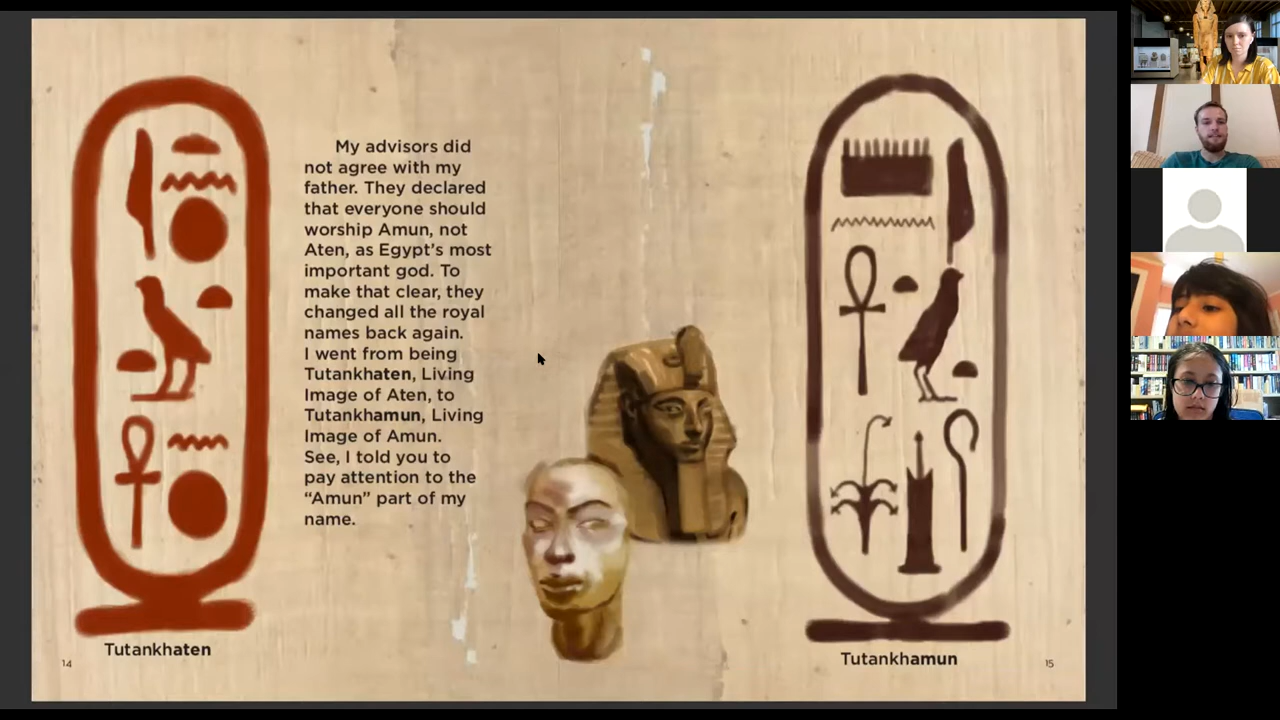 My advisors did
not agree with my
father. They declared
that everyone should
worship Amun, not
Aten, as Egypt's most
important god. To
make that clear, they
changed all the royal
names back again.
I went from being
Tutankhaten, Living
Image of Aten, to
Tutankhamun, Living
Image of Amun.
See, I told you to
pay attention to the
“Amun” part of my
name.
Tutankhaten
14
Tutankhamun
15